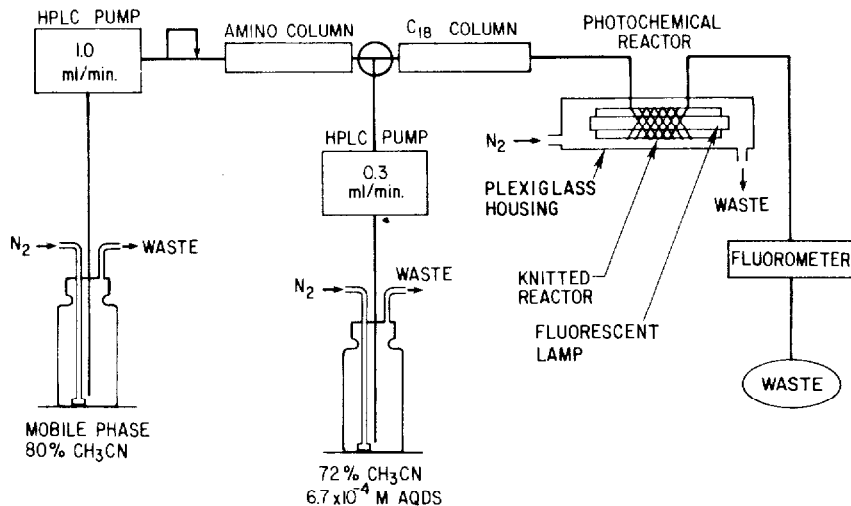 HPLC PUMP
1.0
ml/min.
AMINO COLUMN
C18 COLUMN
PHOTOCHEMICAL
REACTOR
HPLC PUMP
0.3
ml/min.
N2
PLEXIGLASS
HOUSING
WASTE
N2
WASTE
N2
WASTE
KNITTED
REACTOR
FLUORESCENT
LAMP
FLUOROMETER
WASTE
MOBILE PHASE
80% CH3CN
72% CH3CN
6.7x10-4 M AQDS